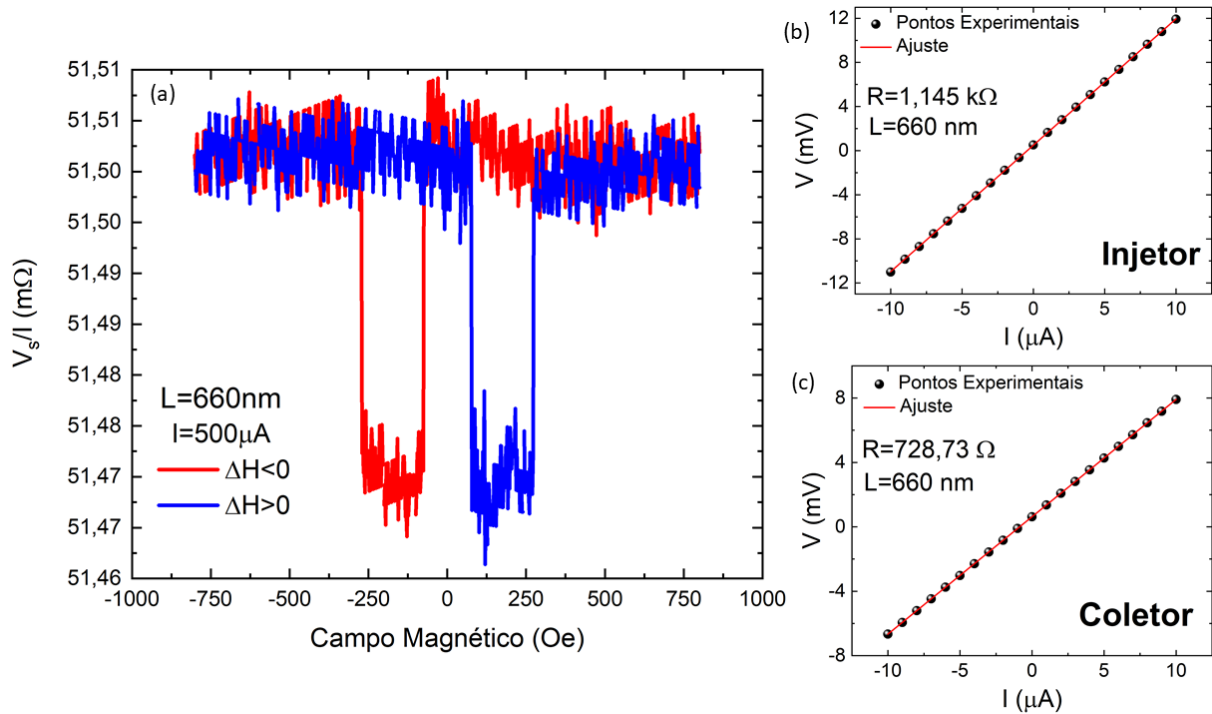 (a)
51,51
51,51
51,50
51,50
51,49
51,49
51,48
51,48
51,47
51,47
51,46
Vₛ/I (mΩ)
L=660nm
I=500μA
ΔH<0
ΔH>0
-1000 -750 -500 -250 0 250 500 750 1000
Campo Magnético (Oe)
(b)
12
8
4
0
-4
-8
-12
V (mV)
Pontos Experimentais
Ajuste
R=1,145 kΩ
L=660 nm
Injetor
-10 -5 0 5 10
I (μA)
(c)
8
4
0
-4
-8
V (mV)
Pontos Experimentais
Ajuste
R=728,73 Ω
L=660 nm
Coletor
-10 -5 0 5 10
I (μA)